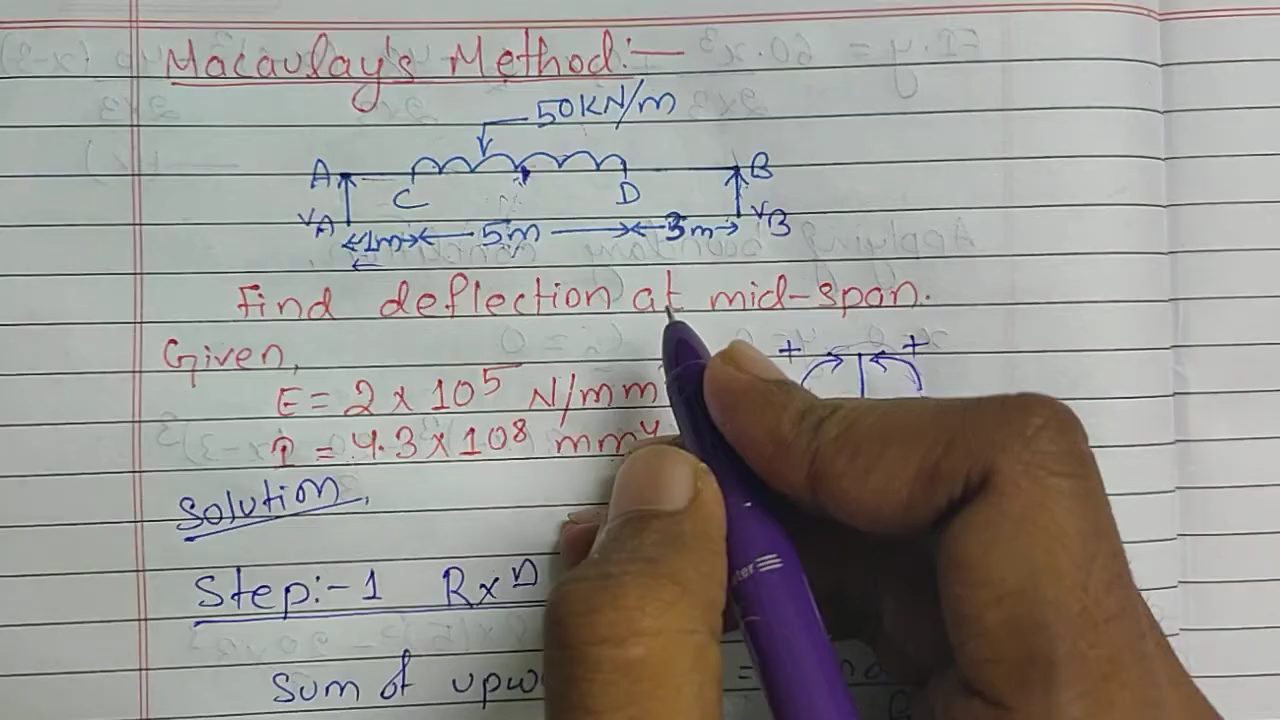 Macaulay's Method:-
50KN/m
A B
C D
VA VB
1m 5m 3m
Find deflection at mid-span.
Given,
+ +
E = 2 x 10^5 N/mm
I = 4.3 x 10^8 mm^4
Solution,
Step:-1 Rx^n
Sum of